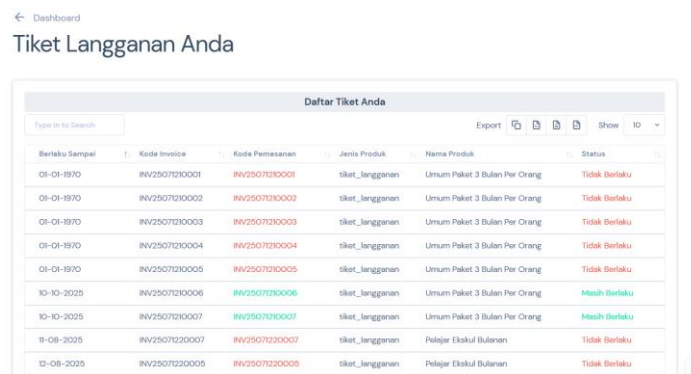 ← Dashboard
Tiket Langganan Anda
Daftar Tiket Anda
Type in to Search Export Show 10
Berlaku Sampai Kode Invoice Kode Pemesanan Jenis Produk Nama Produk Status
01-01-1970 INV25071210001 INV25071210001 tiket_langganan Umum Paket 3 Bulan Per Orang Tidak Berlaku
01-01-1970 INV25071210002 INV25071210002 tiket_langganan Umum Paket 3 Bulan Per Orang Tidak Berlaku
01-01-1970 INV25071210003 INV25071210003 tiket_langganan Umum Paket 3 Bulan Per Orang Tidak Berlaku
01-01-1970 INV25071210004 INV25071210004 tiket_langganan Umum Paket 3 Bulan Per Orang Tidak Berlaku
01-01-1970 INV25071210005 INV25071210005 tiket_langganan Umum Paket 3 Bulan Per Orang Tidak Berlaku
10-10-2025 INV25071210006 INV25071210006 tiket_langganan Umum Paket 3 Bulan Per Orang Masih Berlaku
10-10-2025 INV25071210007 INV25071210007 tiket_langganan Umum Paket 3 Bulan Per Orang Masih Berlaku
11-08-2025 INV25071220007 INV25071220007 tiket_langganan Pelajar Ekskul Bulanan Tidak Berlaku
12-08-2025 INV25071220005 INV25071220005 tiket_langganan Pelajar Ekskul Bulanan Tidak Berlaku